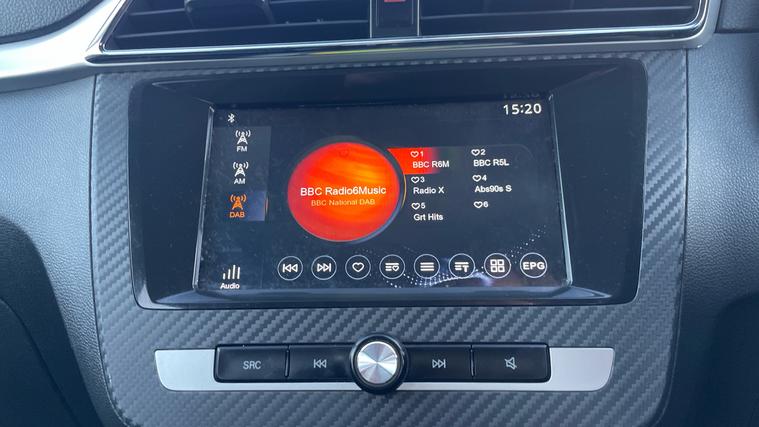 15:20
FM
AM
DAB
BBC Radio6Music
BBC National DAB
1
BBC R6M
2
BBC R5L
3
Radio X
4
Abs90s S
5
Grt Hits
6
Audio
EPG
SRC